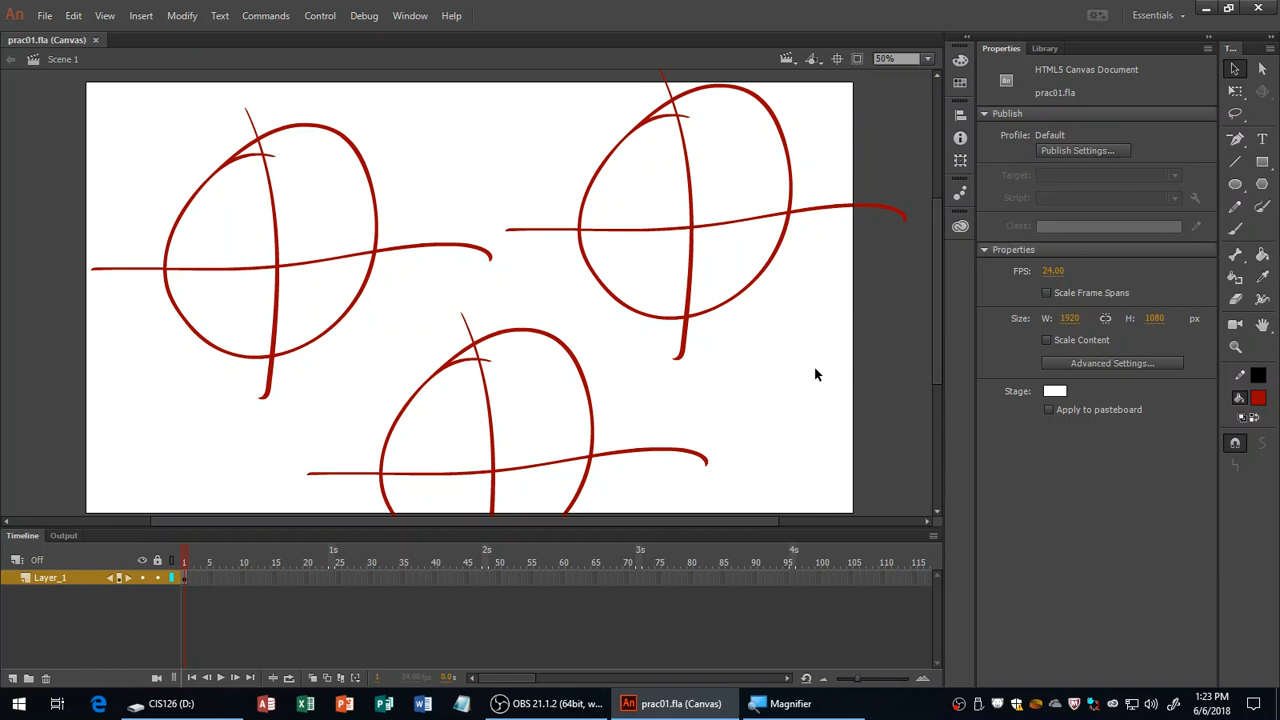 An File Edit View Insert Modify Text Commands Control Debug Window Help Essentials
prac01.fla (Canvas) ×
Scene 1 50%
Properties Library T...
HTML5 Canvas Document
An
prac01.fla
Publish
Profile: Default
Publish Settings...
Target:
Script:
Class:
Properties
FPS: 24.00
Scale Frame Spans
Size: W: 1920 H: 1080 px
Scale Content
Advanced Settings...
Stage:
Apply to pasteboard
Timeline Output
Off 1s 2s 3s 4s
1 5 10 15 20 25 30 35 40 45 50 55 60 65 70 75 80 85 90 95 100 105 110 115
Layer_1
1 24.00 fps 0.0s
CIS126 (D:) OBS 21.1.2 (64bit, w... An prac01.fla (Canvas) Magnifier
1:23 PM
6/6/2018